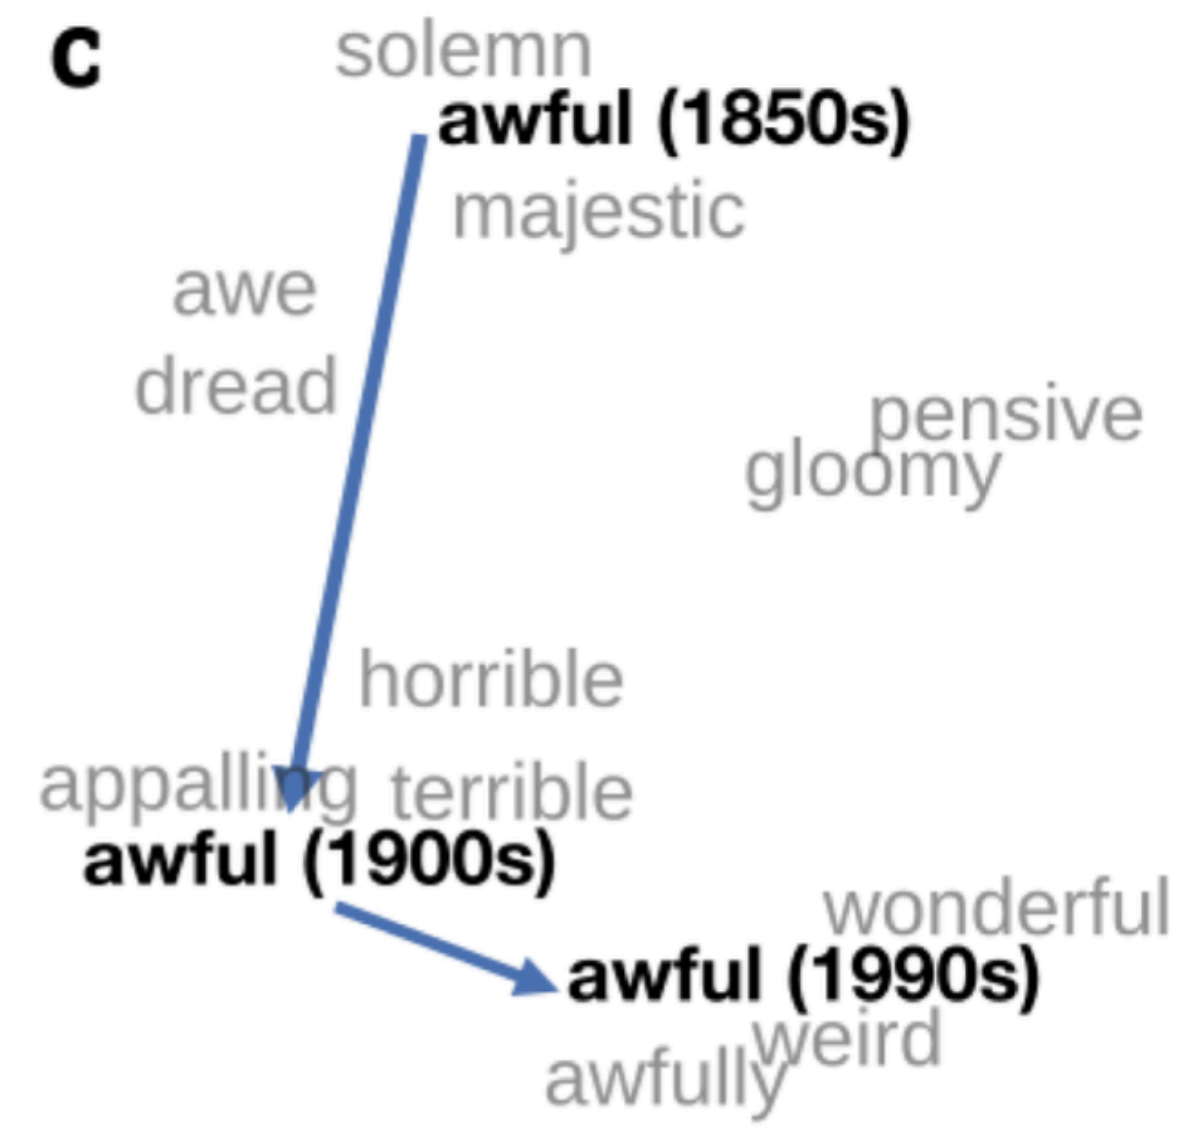 c
solemn
awful (1850s)
majestic
awe
dread
pensive
gloomy
horrible
appalling terrible
awful (1900s)
wonderful
awful (1990s)
weird
awfully